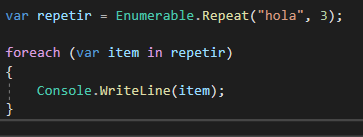 var repetir = Enumerable.Repeat("hola", 3);
foreach (var item in repetir)
{
Console.WriteLine(item);
}